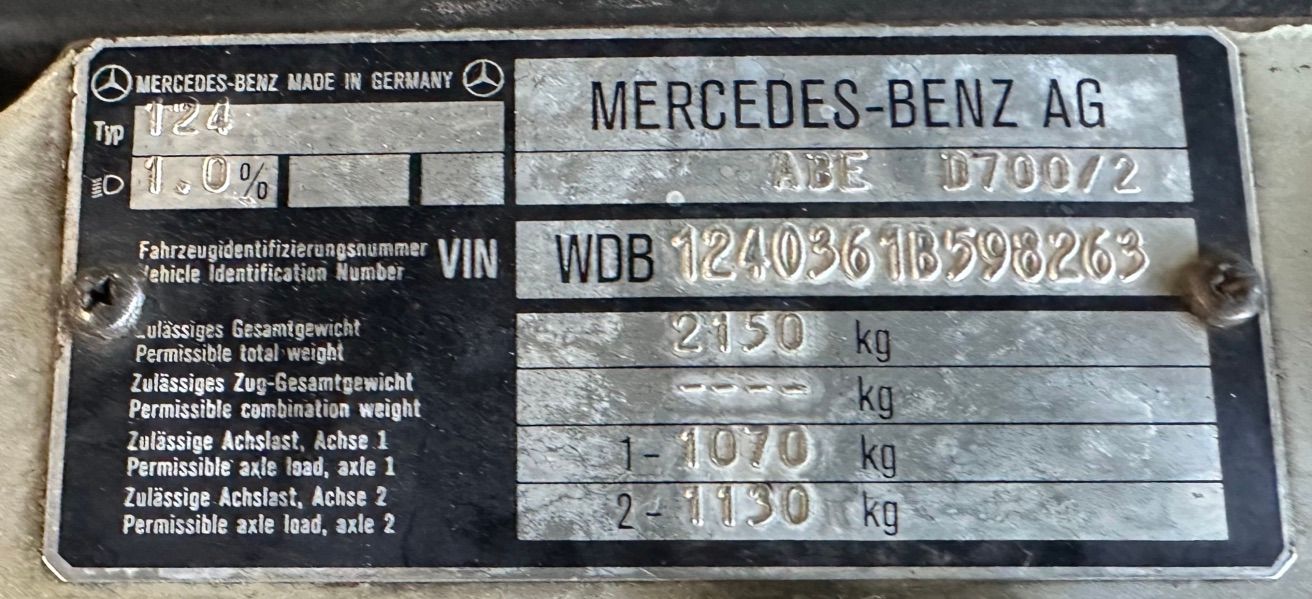 MERCEDES-BENZ MADE IN GERMANY
MERCEDES-BENZ AG
Typ 124
1.0%
ABE D700/2
Fahrzeugidentifizierungsnummer
Vehicle Identification Number
VIN
WDB 1240361B598263
Zulässiges Gesamtgewicht
Permissible total weight
2150 kg
Zulässiges Zug-Gesamtgewicht
Permissible combination weight
---- kg
Zulässige Achslast, Achse 1
Permissible axle load, axle 1
1- 1070 kg
Zulässige Achslast, Achse 2
Permissible axle load, axle 2
2- 1130 kg